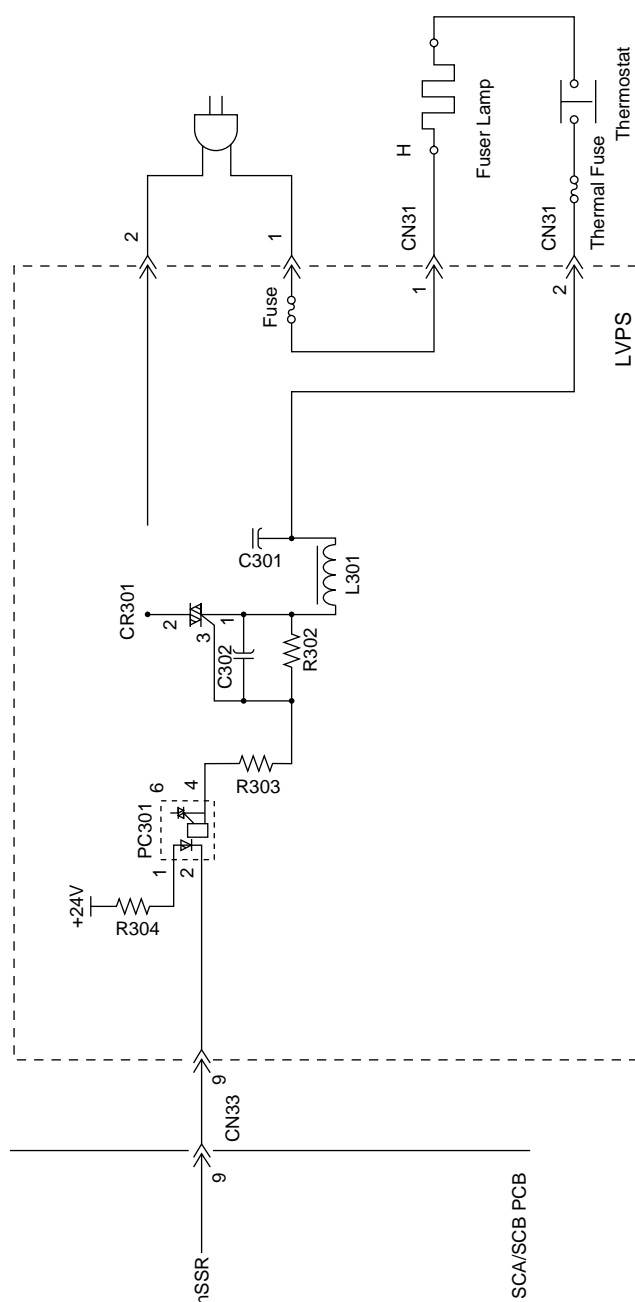 Fuser Lamp
H
Thermostat
Thermal Fuse
CN31
CN31
2
1
1
2
Fuse
LVPS
C301
L301
CR301
2
3
1
C302
R302
R303
6
4
PC301
1
2
+24V
R304
9
CN33
9
nSSR
SCA/SCB PCB